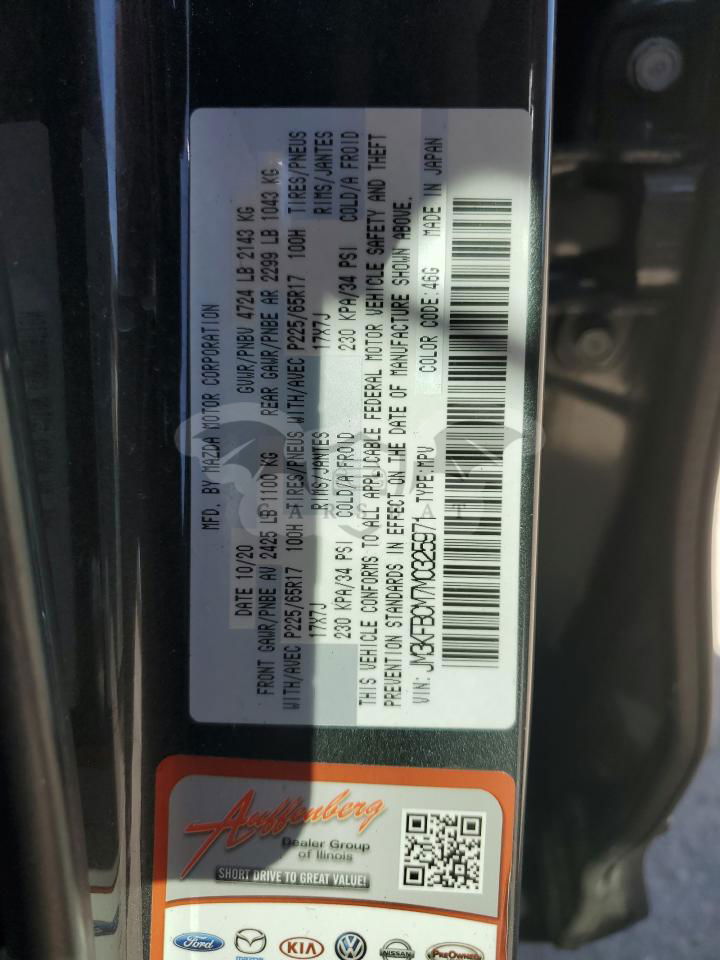 MFD. BY MAZDA MOTOR CORPORATION
DATE 10/20 GVWR/PNBV 4724 LB 2143 KG
FRONT GAWR/PNBE AV 2425 LB 1100 KG REAR GAWR/PNBE AR 2299 LB 1043 KG
WITH/AVEC P225/65R17 100H TIRES/PNEUS WITH/AVEC P225/65R17 100H TIRES/PNEUS
17X7J RIMS/JANTES 17X7J RIMS/JANTES
230 KPA/34 PSI COLD/A FROID 230 KPA/34 PSI COLD/A FROID
THIS VEHICLE CONFORMS TO ALL APPLICABLE FEDERAL MOTOR VEHICLE SAFETY AND THEFT
PREVENTION STANDARDS IN EFFECT ON THE DATE OF MANUFACTURE SHOWN ABOVE.
VIN: JM3KFBCM7M0325971 TYPE:MPV COLOR CODE:46G MADE IN JAPAN
Auffenberg
Dealer Group
of Illinois
SHORT DRIVE TO GREAT VALUE!
Ford mazda KIA NISSAN PREOWNED